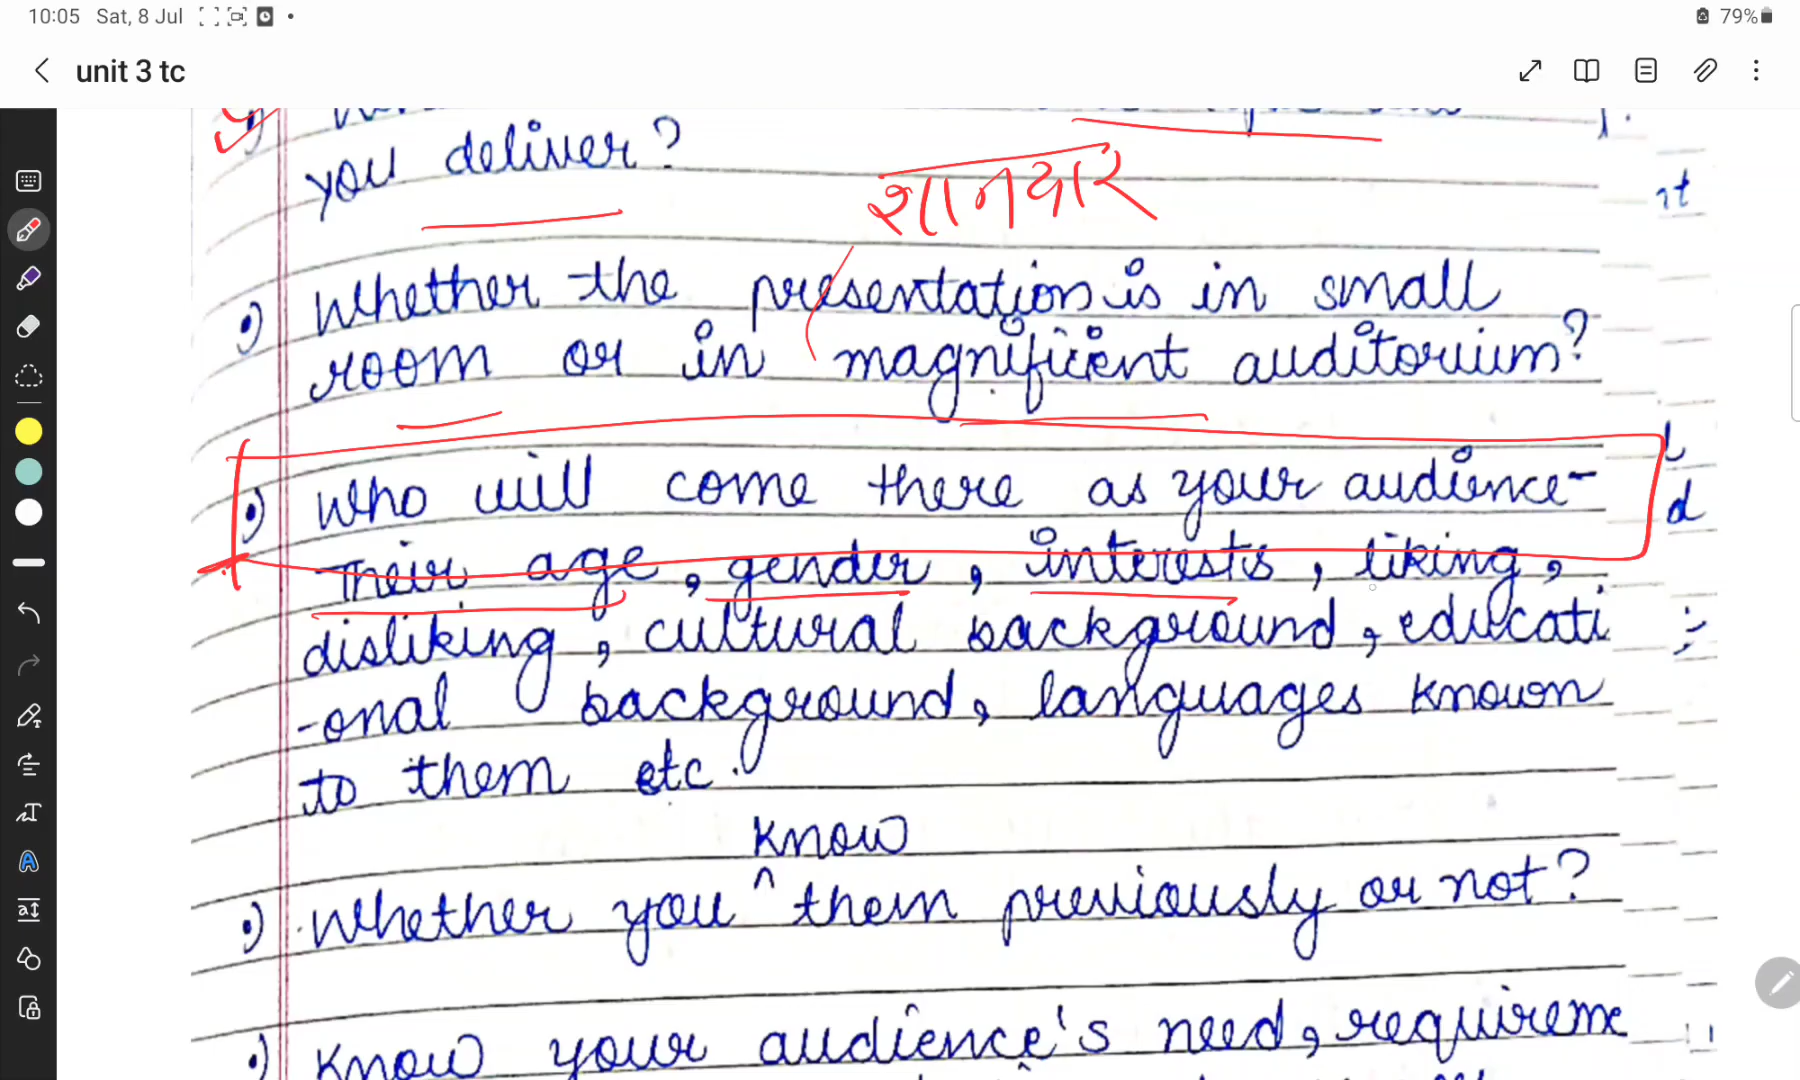 10:05 Sat, 8 Jul
79%
unit 3 tc
you deliver?
शानदार
nt
•) Whether the presentation is in small
room or in magnificient auditorium?
•) Who will come there as your audience-
Their age, gender, interests, liking,
d
disliking, cultural background, educati
-onal background, languages known
to them etc.
know
•) Whether you ^ them previously or not?
•) Know your audience's need, requireme